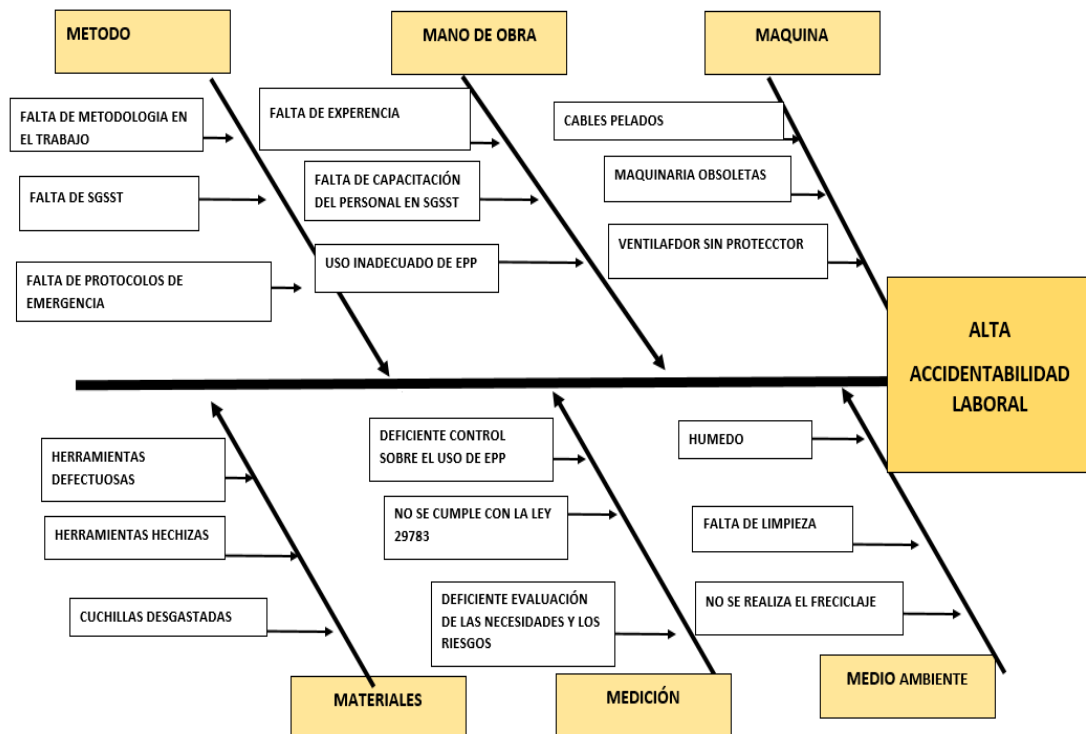 METODO
MANO DE OBRA
MAQUINA
FALTA DE METODOLOGIA EN
EL TRABAJO
FALTA DE SGSST
FALTA DE PROTOCOLOS DE
EMERGENCIA
FALTA DE EXPERENCIA
FALTA DE CAPACITACIÓN
DEL PERSONAL EN SGSST
USO INADECUADO DE EPP
CABLES PELADOS
MAQUINARIA OBSOLETAS
VENTILAFDOR SIN PROTECCTOR
ALTA
ACCIDENTABILIDAD
LABORAL
HERRAMIENTAS
DEFECTUOSAS
HERRAMIENTAS HECHIZAS
CUCHILLAS DESGASTADAS
DEFICIENTE CONTROL
SOBRE EL USO DE EPP
NO SE CUMPLE CON LA LEY
29783
DEFICIENTE EVALUACIÓN
DE LAS NECESIDADES Y LOS
RIESGOS
HUMEDO
FALTA DE LIMPIEZA
NO SE REALIZA EL FRECICLAJE
MATERIALES
MEDICIÓN
MEDIO AMBIENTE